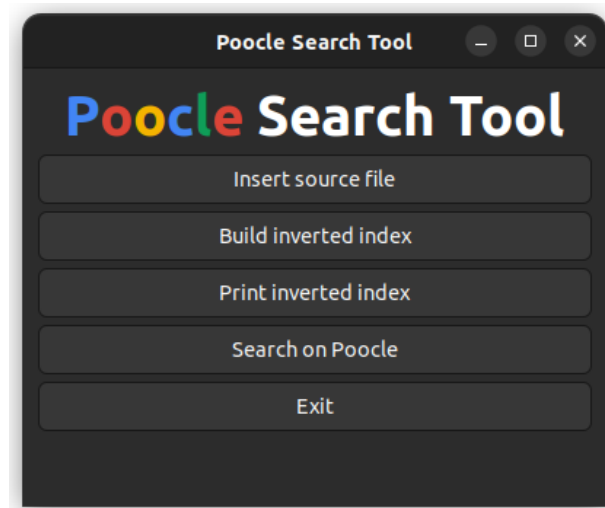 Poocle Search Tool
Poocle Search Tool
Insert source file
Build inverted index
Print inverted index
Search on Poocle
Exit